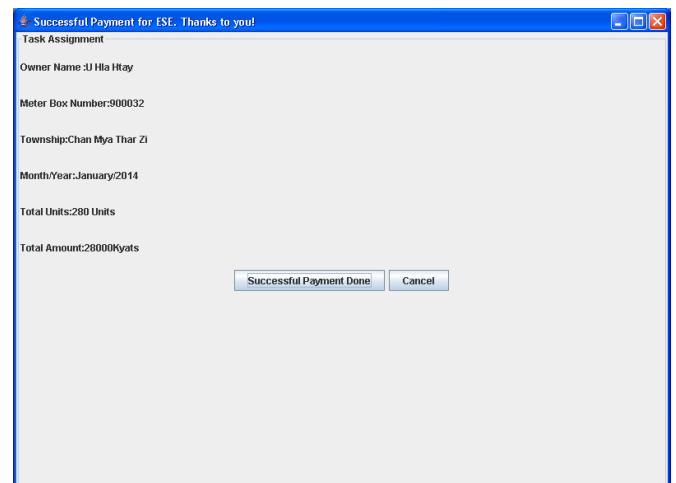 Successful Payment for ESE. Thanks to you!
Task Assignment
Owner Name :U Hla Htay
Meter Box Number:900032
Township:Chan Mya Thar Zi
Month/Year:January/2014
Total Units:280 Units
Total Amount:28000Kyats
Successful Payment Done Cancel